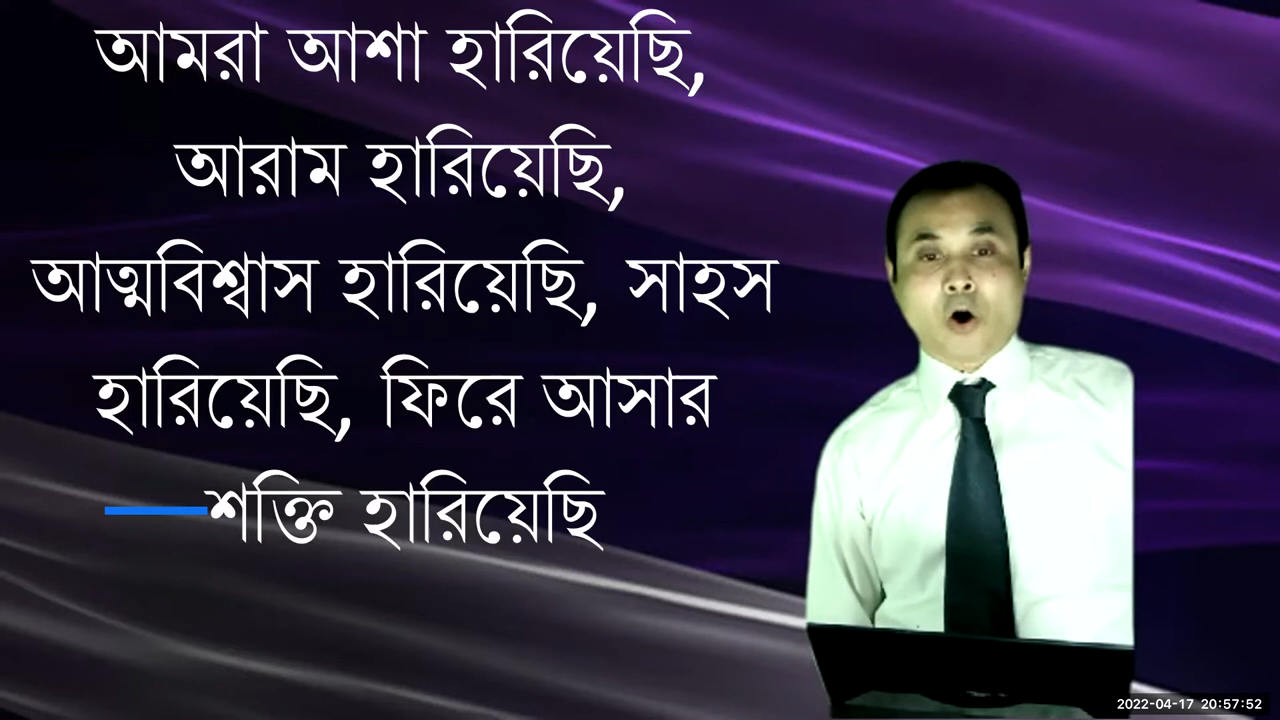 আমরা আশা হারিয়েছি,
আরাম হারিয়েছি,
আত্মবিশ্বাস হারিয়েছি, সাহস
হারিয়েছি, ফিরে আসার
শক্তি হারিয়েছি
2022-04-17 20:57:52